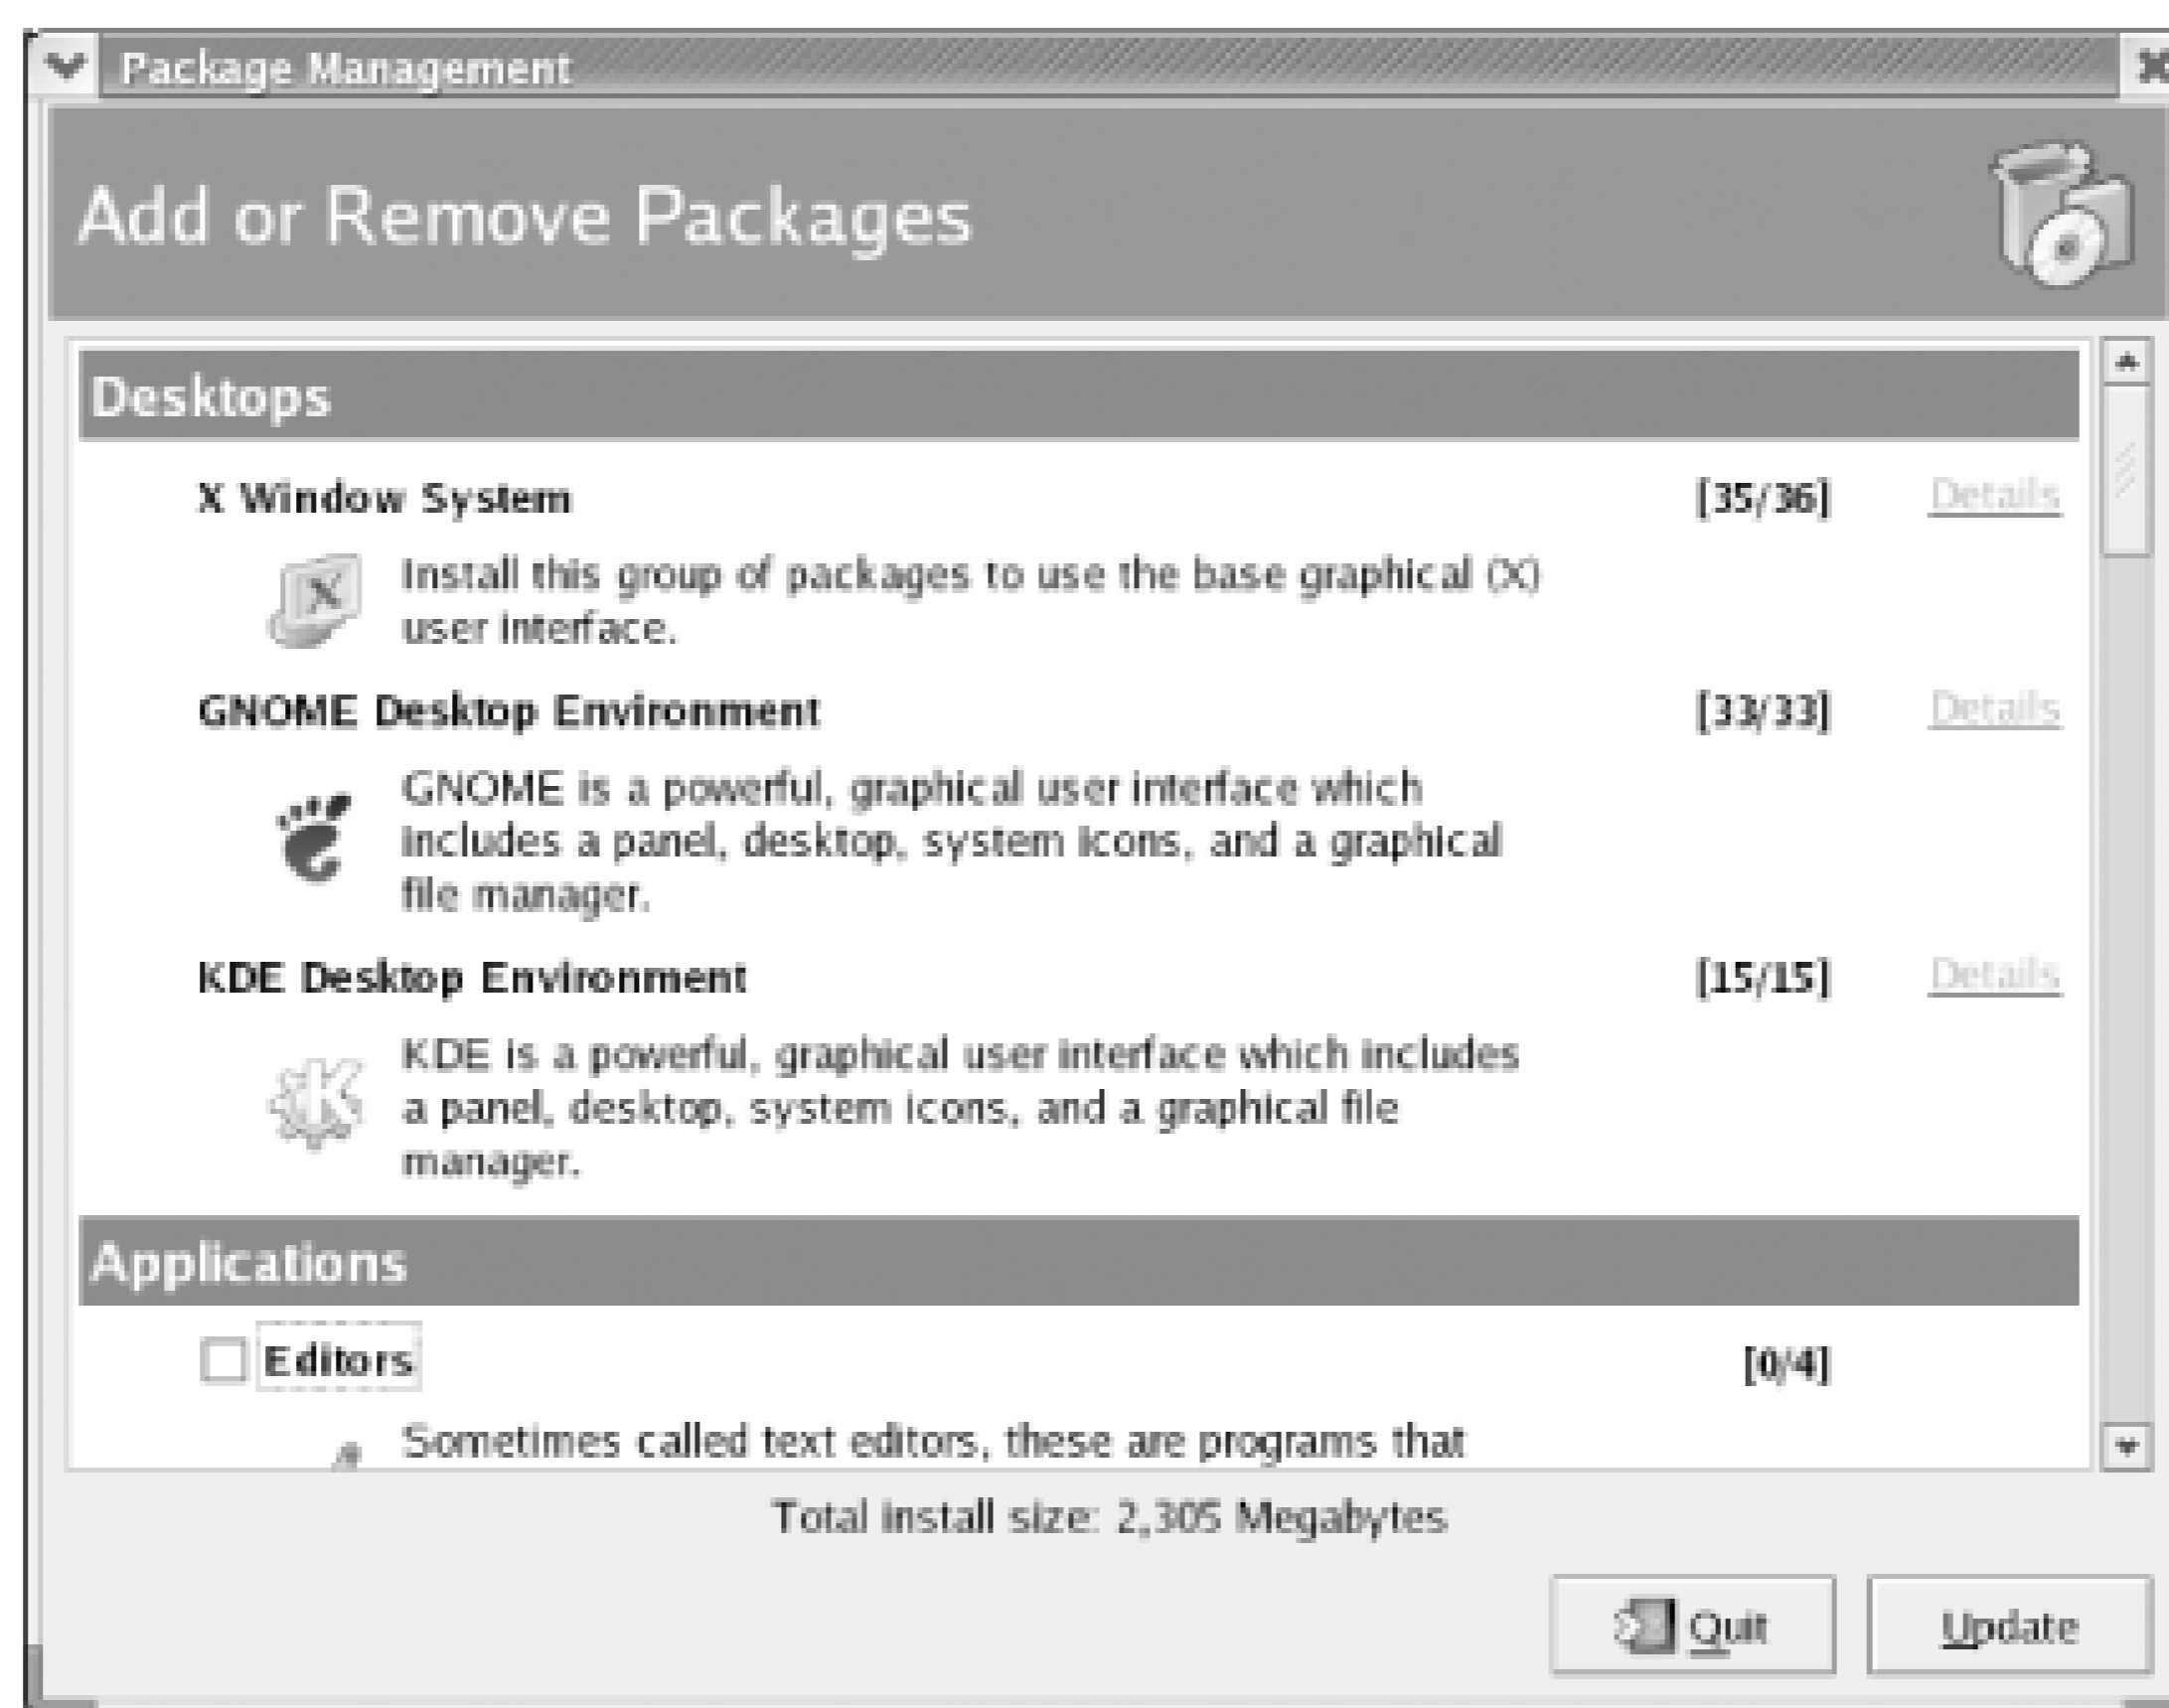 Package Management
Add or Remove Packages
Desktops
X Window System [35/36] Details
Install this group of packages to use the base graphical (X)
user interface.
GNOME Desktop Environment [33/33] Details
GNOME is a powerful, graphical user interface which
includes a panel, desktop, system icons, and a graphical
file manager.
KDE Desktop Environment [15/15] Details
KDE is a powerful, graphical user interface which includes
a panel, desktop, system icons, and a graphical file
manager.
Applications
Editors [0/4]
Sometimes called text editors, these are programs that
Total install size: 2,305 Megabytes
Quit Update